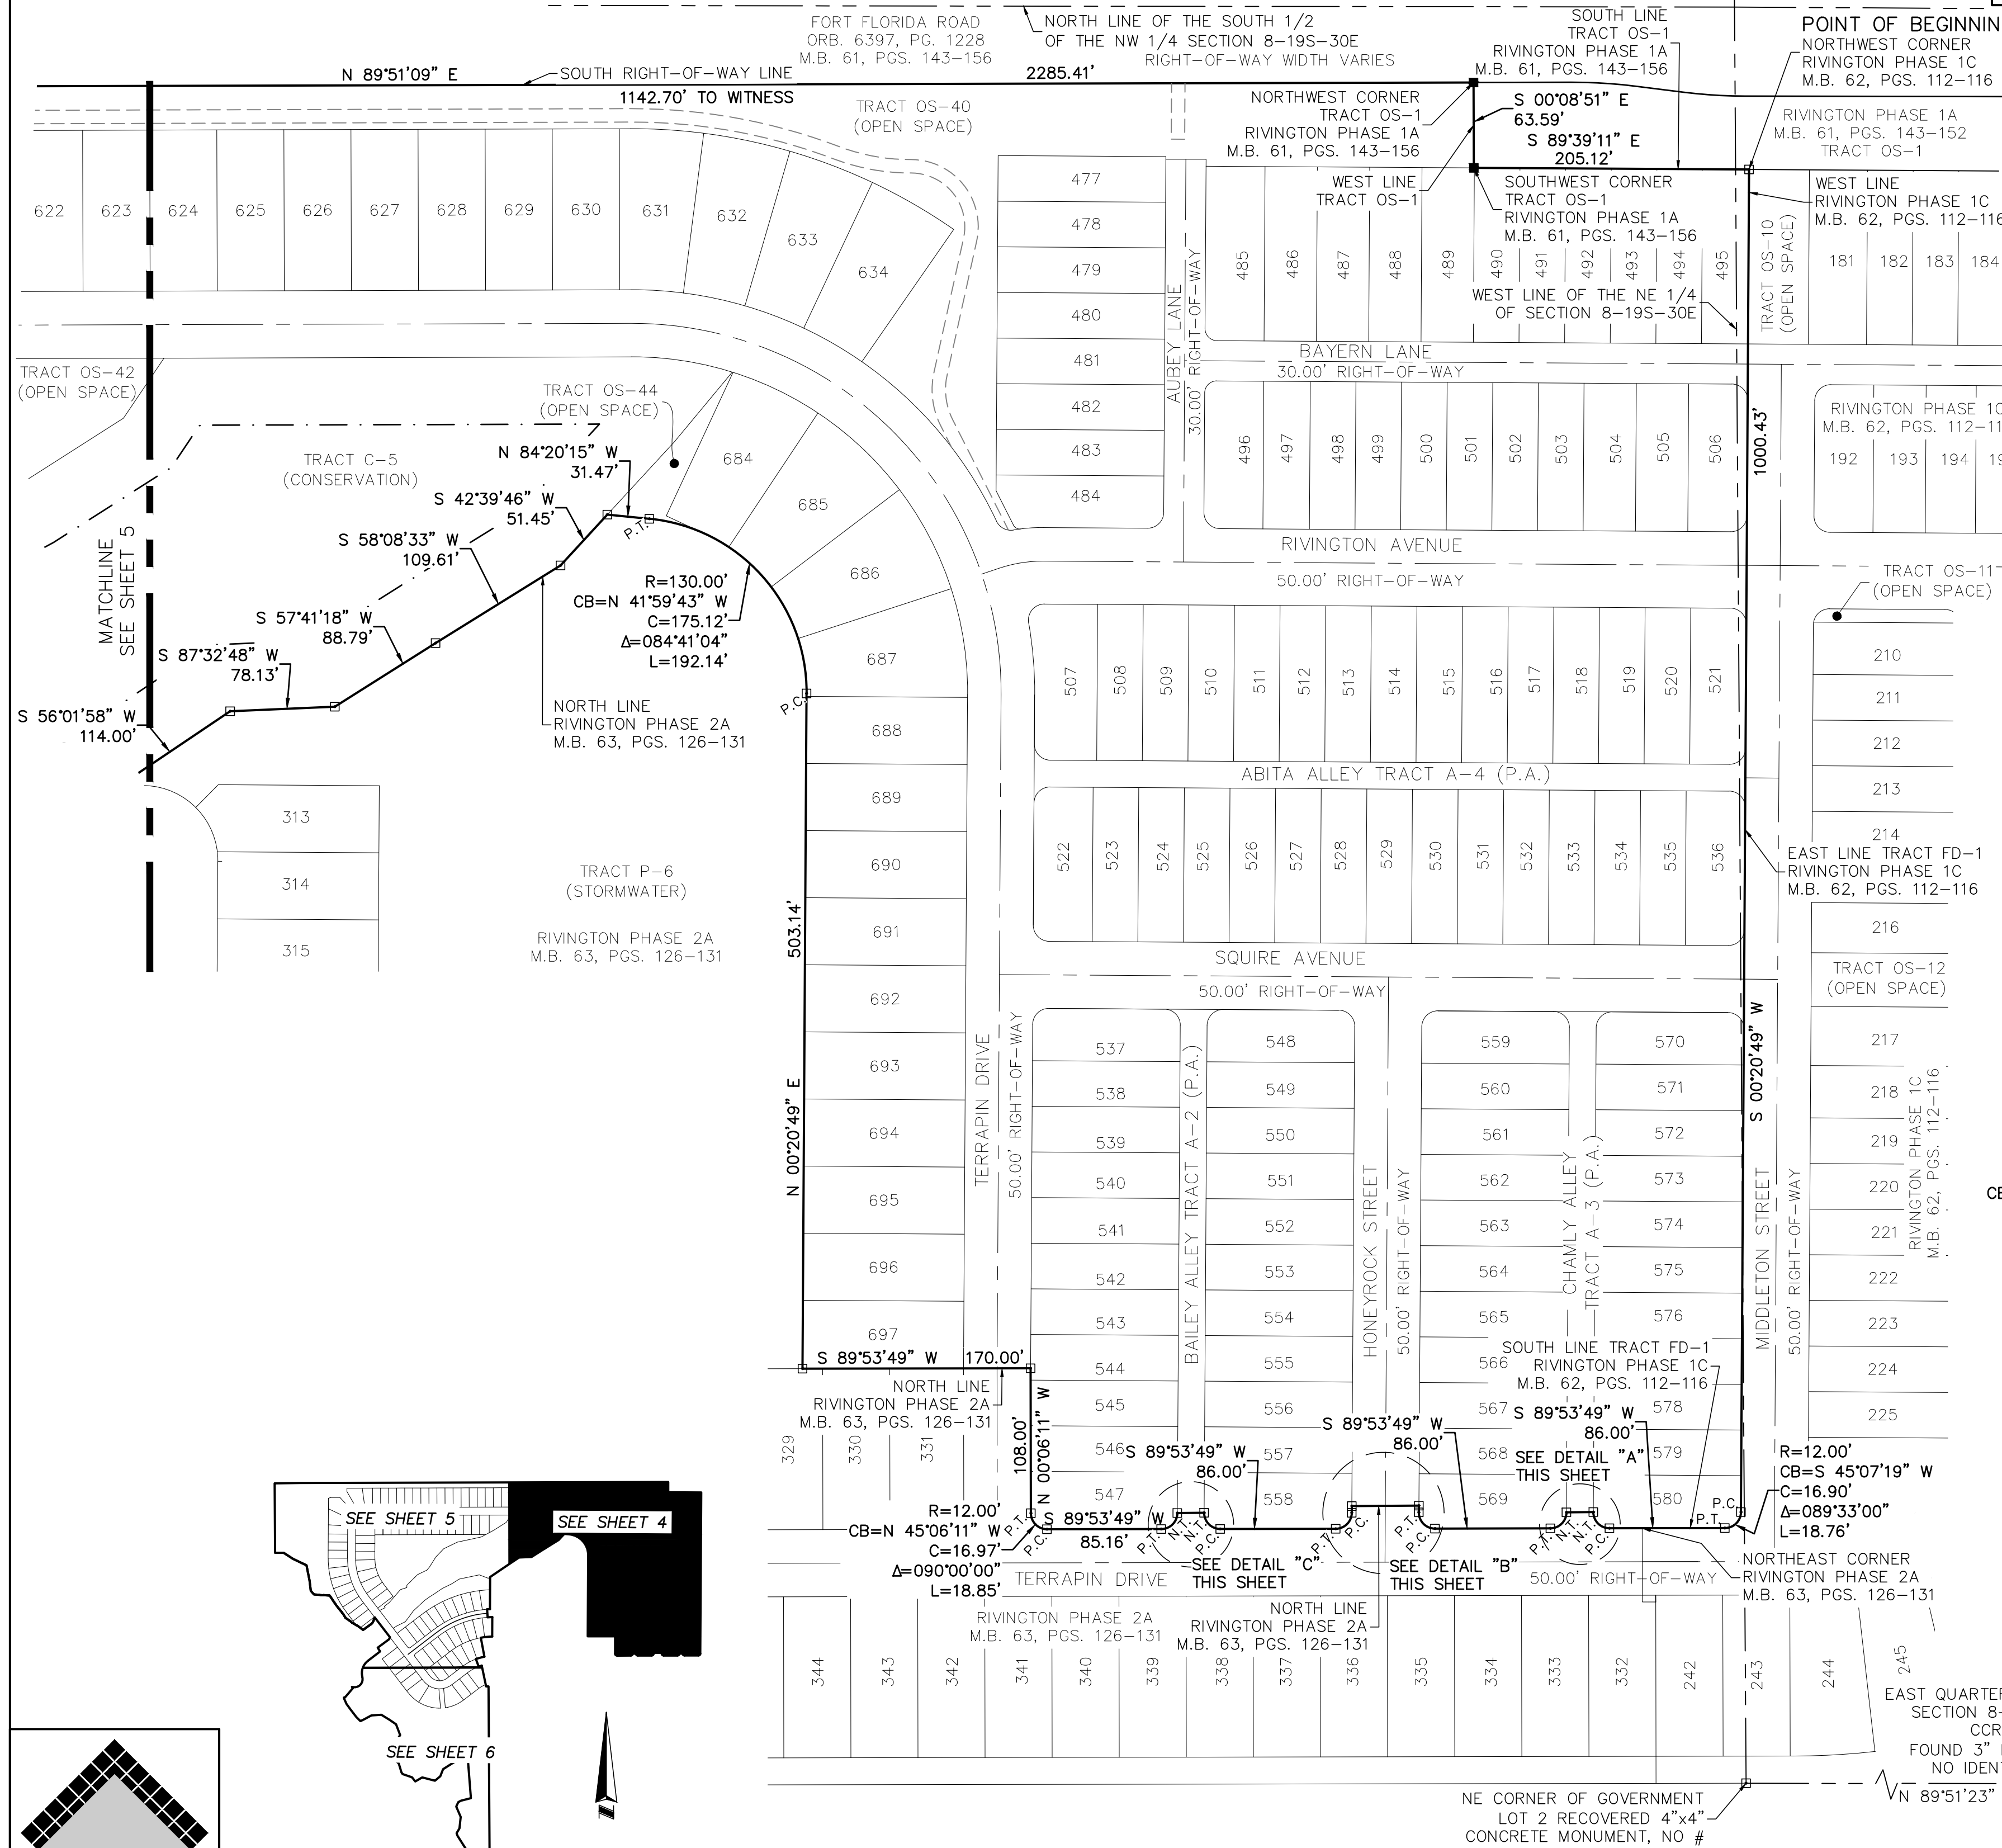 FORT FLORIDA ROAD
ORB. 6397, PG. 1228
M.B. 61, PGS. 143-156
NORTH LINE OF THE SOUTH 1/2
OF THE NW 1/4 SECTION 8-19S-30E
RIGHT-OF-WAY WIDTH VARIES
SOUTH LINE
TRACT OS-1
RIVINGTON PHASE 1A
M.B. 61, PGS. 143-156
POINT OF BEGINNIN
NORTHWEST CORNER
RIVINGTON PHASE 1C
M.B. 62, PGS. 112-116
N 89°51'09" E
SOUTH RIGHT-OF-WAY LINE
2285.41'
1142.70' TO WITNESS
TRACT OS-40
(OPEN SPACE)
NORTHWEST CORNER
TRACT OS-1
RIVINGTON PHASE 1A
M.B. 61, PGS. 143-156
S 00°08'51" E
63.59'
S 89°39'11" E
205.12'
RIVINGTON PHASE 1A
M.B. 61, PGS. 143-152
TRACT OS-1
WEST LINE
TRACT OS-1
SOUTHWEST CORNER
TRACT OS-1
RIVINGTON PHASE 1A
M.B. 61, PGS. 143-156
WEST LINE
RIVINGTON PHASE 1C
M.B. 62, PGS. 112-116
622
623
624
625
626
627
628
629
630
631
632
633
634
477
478
479
480
481
482
483
484
AUBEY LANE
30.00' RIGHT-OF-WAY
485
486
487
488
489
490
491
492
493
494
495
WEST LINE OF THE NE 1/4
OF SECTION 8-19S-30E
TRACT OS-10
(OPEN SPACE)
181
182
183
184
BAYERN LANE
30.00' RIGHT-OF-WAY
TRACT OS-42
(OPEN SPACE)
TRACT OS-44
(OPEN SPACE)
TRACT C-5
(CONSERVATION)
N 84°20'15" W
31.47'
S 42°39'46" W
51.45'
S 58°08'33" W
109.61'
S 57°41'18" W
88.79'
S 87°32'48" W
78.13'
S 56°01'58" W
114.00'
MATCHLINE
SEE SHEET 5
P.T.
R=130.00'
CB=N 41°59'43" W
C=175.12'
Δ=084°41'04"
L=192.14'
P.C.
NORTH LINE
RIVINGTON PHASE 2A
M.B. 63, PGS. 126-131
684
685
686
687
688
689
690
691
692
693
694
695
696
697
496
497
498
499
500
501
502
503
504
505
506
1000.43'
RIVINGTON PHASE 1C
M.B. 62, PGS. 112-11
192
193
194
19
RIVINGTON AVENUE
50.00' RIGHT-OF-WAY
TRACT OS-11
(OPEN SPACE)
507
508
509
510
511
512
513
514
515
516
517
518
519
520
521
210
211
212
213
214
ABITA ALLEY TRACT A-4 (P.A.)
522
523
524
525
526
527
528
529
530
531
532
533
534
535
536
EAST LINE TRACT FD-1
RIVINGTON PHASE 1C
M.B. 62, PGS. 112-116
216
TRACT OS-12
(OPEN SPACE)
313
314
315
TRACT P-6
(STORMWATER)
RIVINGTON PHASE 2A
M.B. 63, PGS. 126-131
503.14'
N 00°20'49" E
SQUIRE AVENUE
50.00' RIGHT-OF-WAY
TERRAPIN DRIVE
50.00' RIGHT-OF-WAY
537
538
539
540
541
542
543
544
545
546
547
BAILEY ALLEY TRACT A-2 (P.A.)
548
549
550
551
552
553
554
555
556
557
558
HONEYROCK STREET
50.00' RIGHT-OF-WAY
559
560
561
562
563
564
565
566
567
568
569
CHAMLY ALLEY
TRACT A-3 (P.A.)
570
571
572
573
574
575
576
578
579
580
S 00°20'49" W
MIDDLETON STREET
50.00' RIGHT-OF-WAY
217
218
219
220
221
222
223
224
225
RIVINGTON PHASE 1C
M.B. 62, PGS. 112-116
CB
SOUTH LINE TRACT FD-1
RIVINGTON PHASE 1C
M.B. 62, PGS. 112-116
S 89°53'49" W
170.00'
NORTH LINE
RIVINGTON PHASE 2A
M.B. 63, PGS. 126-131
329
330
331
108.00'
N 00°06'11" W
S 89°53'49" W
86.00'
S 89°53'49" W
86.00'
S 89°53'49" W
86.00'
SEE DETAIL "A"
THIS SHEET
R=12.00'
CB=S 45°07'19" W
C=16.90'
Δ=089°33'00"
L=18.76'
P.C.
P.T.
R=12.00'
CB=N 45°06'11" W
C=16.97'
Δ=090°00'00"
L=18.85'
P.T.
P.C.
S 89°53'49" W
85.16'
P.T.
N.T.
P.C.
P.T.
P.C.
P.T.
P.C.
P.T.
N.T.
P.C.
SEE DETAIL "C"
THIS SHEET
SEE DETAIL "B"
THIS SHEET
TERRAPIN DRIVE
50.00' RIGHT-OF-WAY
NORTHEAST CORNER
RIVINGTON PHASE 2A
M.B. 63, PGS. 126-131
RIVINGTON PHASE 2A
M.B. 63, PGS. 126-131
NORTH LINE
RIVINGTON PHASE 2A
M.B. 63, PGS. 126-131
344
343
342
341
340
339
338
337
336
335
334
333
332
242
243
244
245
EAST QUARTER
SECTION 8-
CCR
FOUND 3"
NO IDEN
N 89°51'23"
NE CORNER OF GOVERNMENT
LOT 2 RECOVERED 4"x4"
CONCRETE MONUMENT, NO #
SEE SHEET 5
SEE SHEET 4
SEE SHEET 6
N